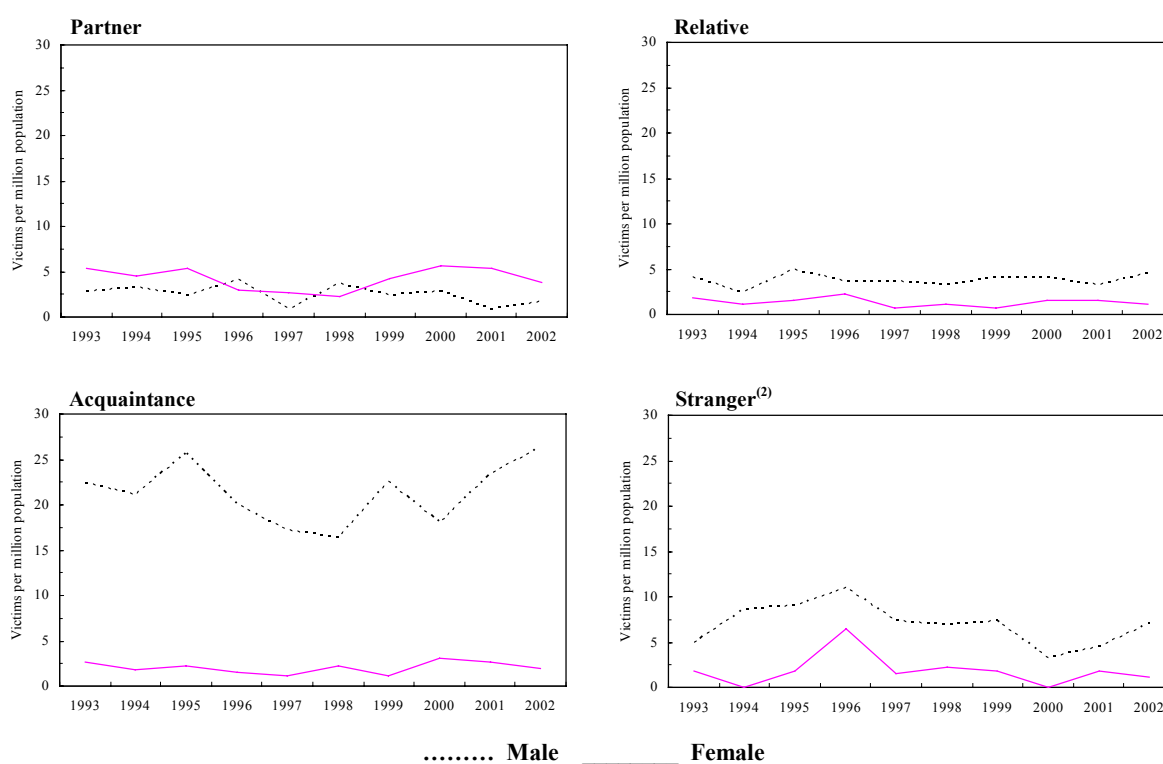 Partner
Victims per million population
30
25
20
15
10
5
0
1993 1994 1995 1996 1997 1998 1999 2000 2001 2002
Relative
Victims per million population
30
25
20
15
10
5
0
1993 1994 1995 1996 1997 1998 1999 2000 2001 2002
Acquaintance
Victims per million population
30
25
20
15
10
5
0
1993 1994 1995 1996 1997 1998 1999 2000 2001 2002
Stranger(2)
Victims per million population
30
25
20
15
10
5
0
1993 1994 1995 1996 1997 1998 1999 2000 2001 2002
......... Male ________ Female